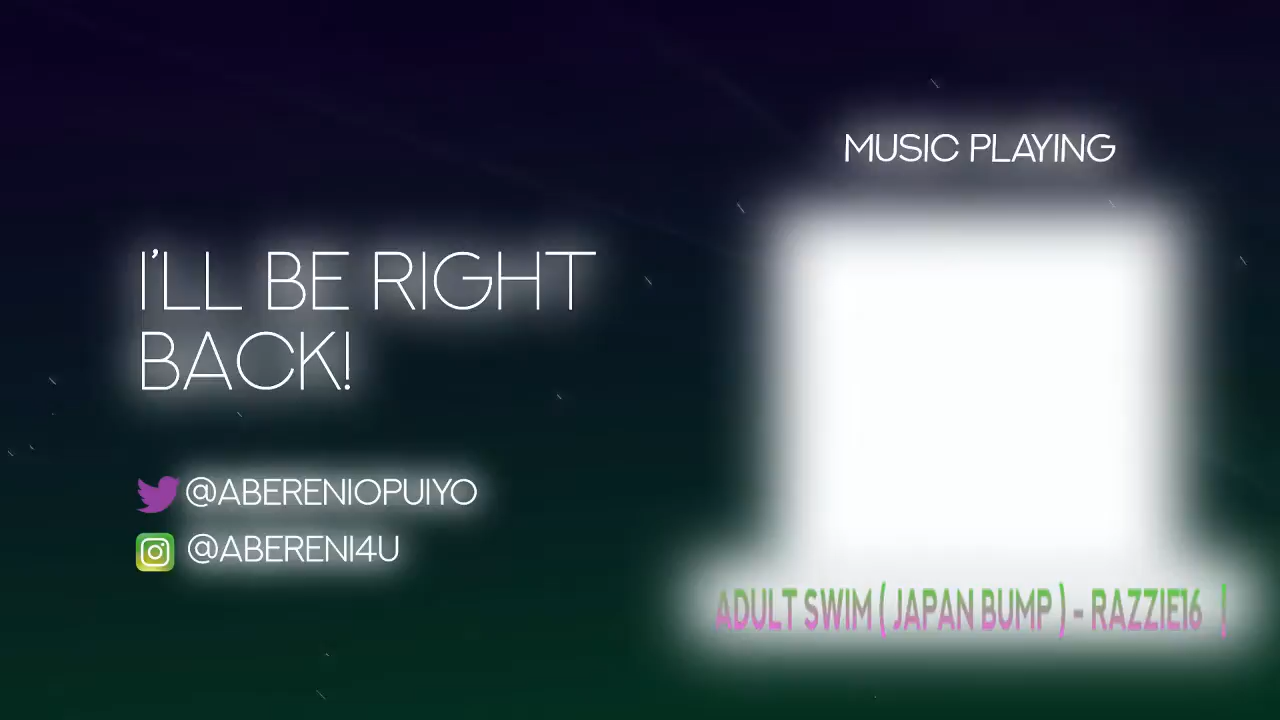 I'LL BE RIGHT
BACK!
@ABERENIOPUIYO
@ABERENI4U
MUSIC PLAYING
ADULT SWIM ( JAPAN BUMP ) - RAZZIE16 |